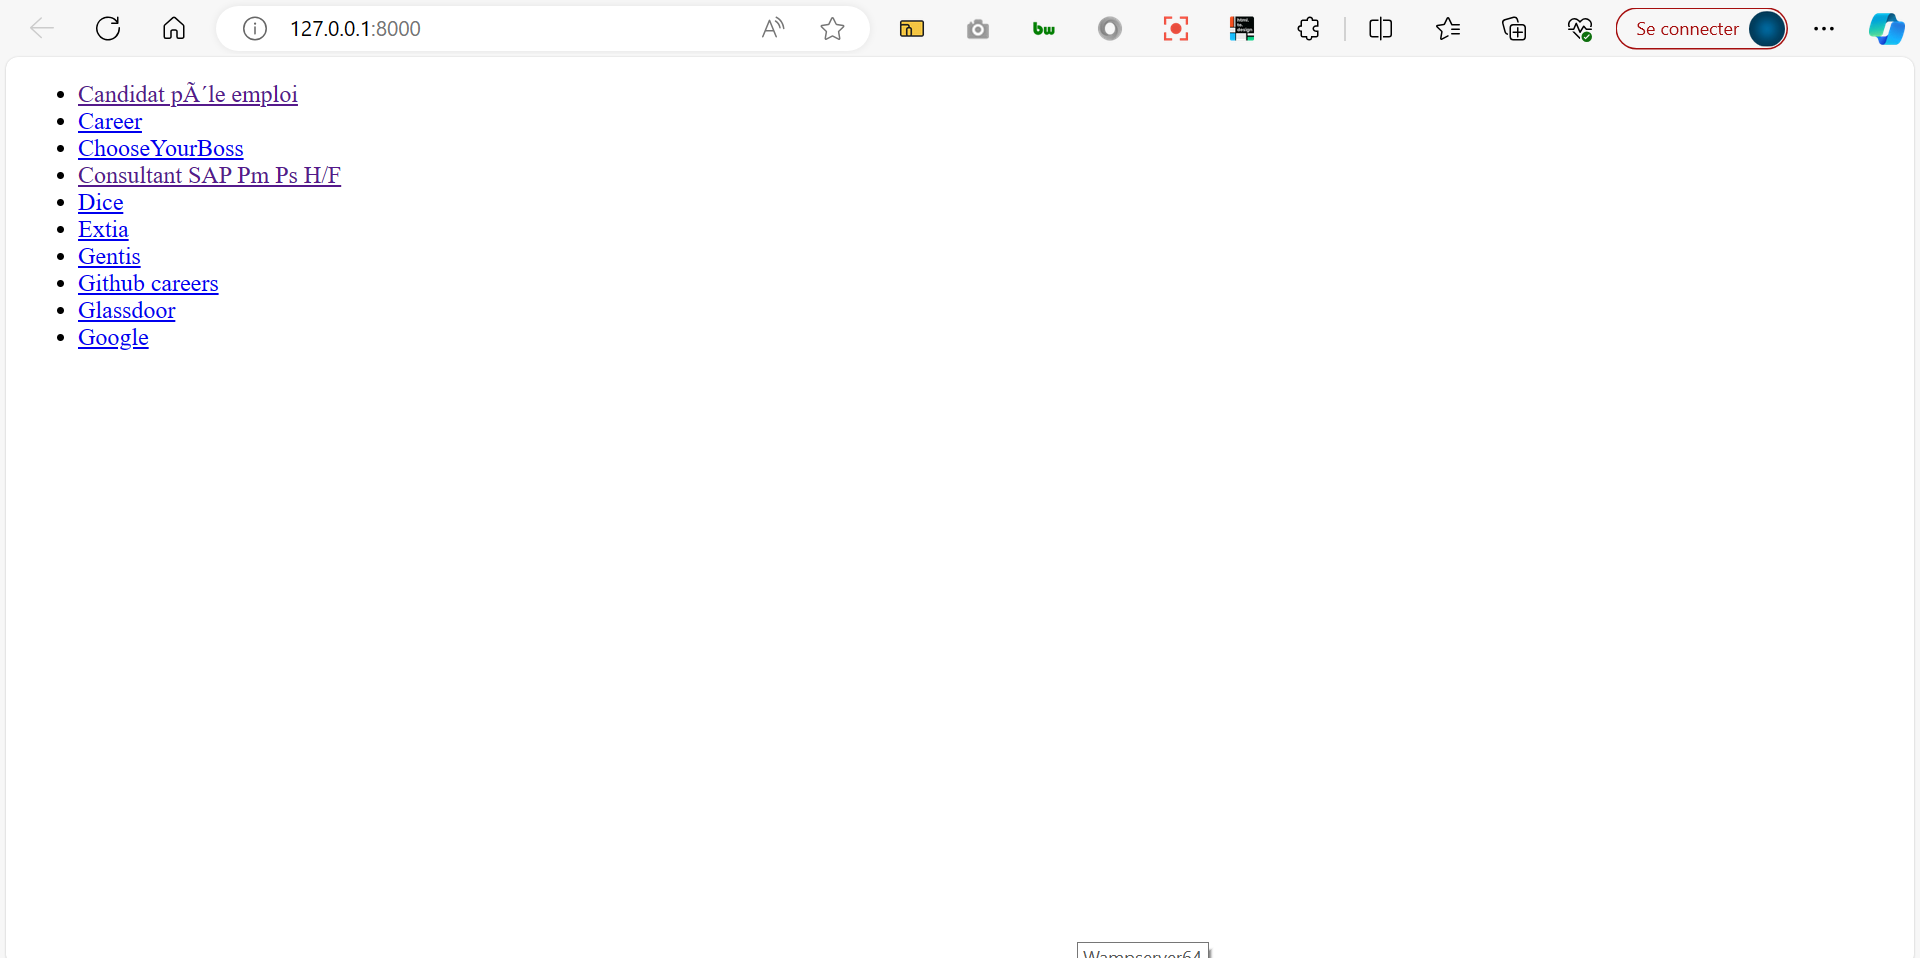 127.0.0.1:8000
bw
Se connecter
Candidat pÃ´le emploi
Career
ChooseYourBoss
Consultant SAP Pm Ps H/F
Dice
Extia
Gentis
Github careers
Glassdoor
Google
Wampserver64